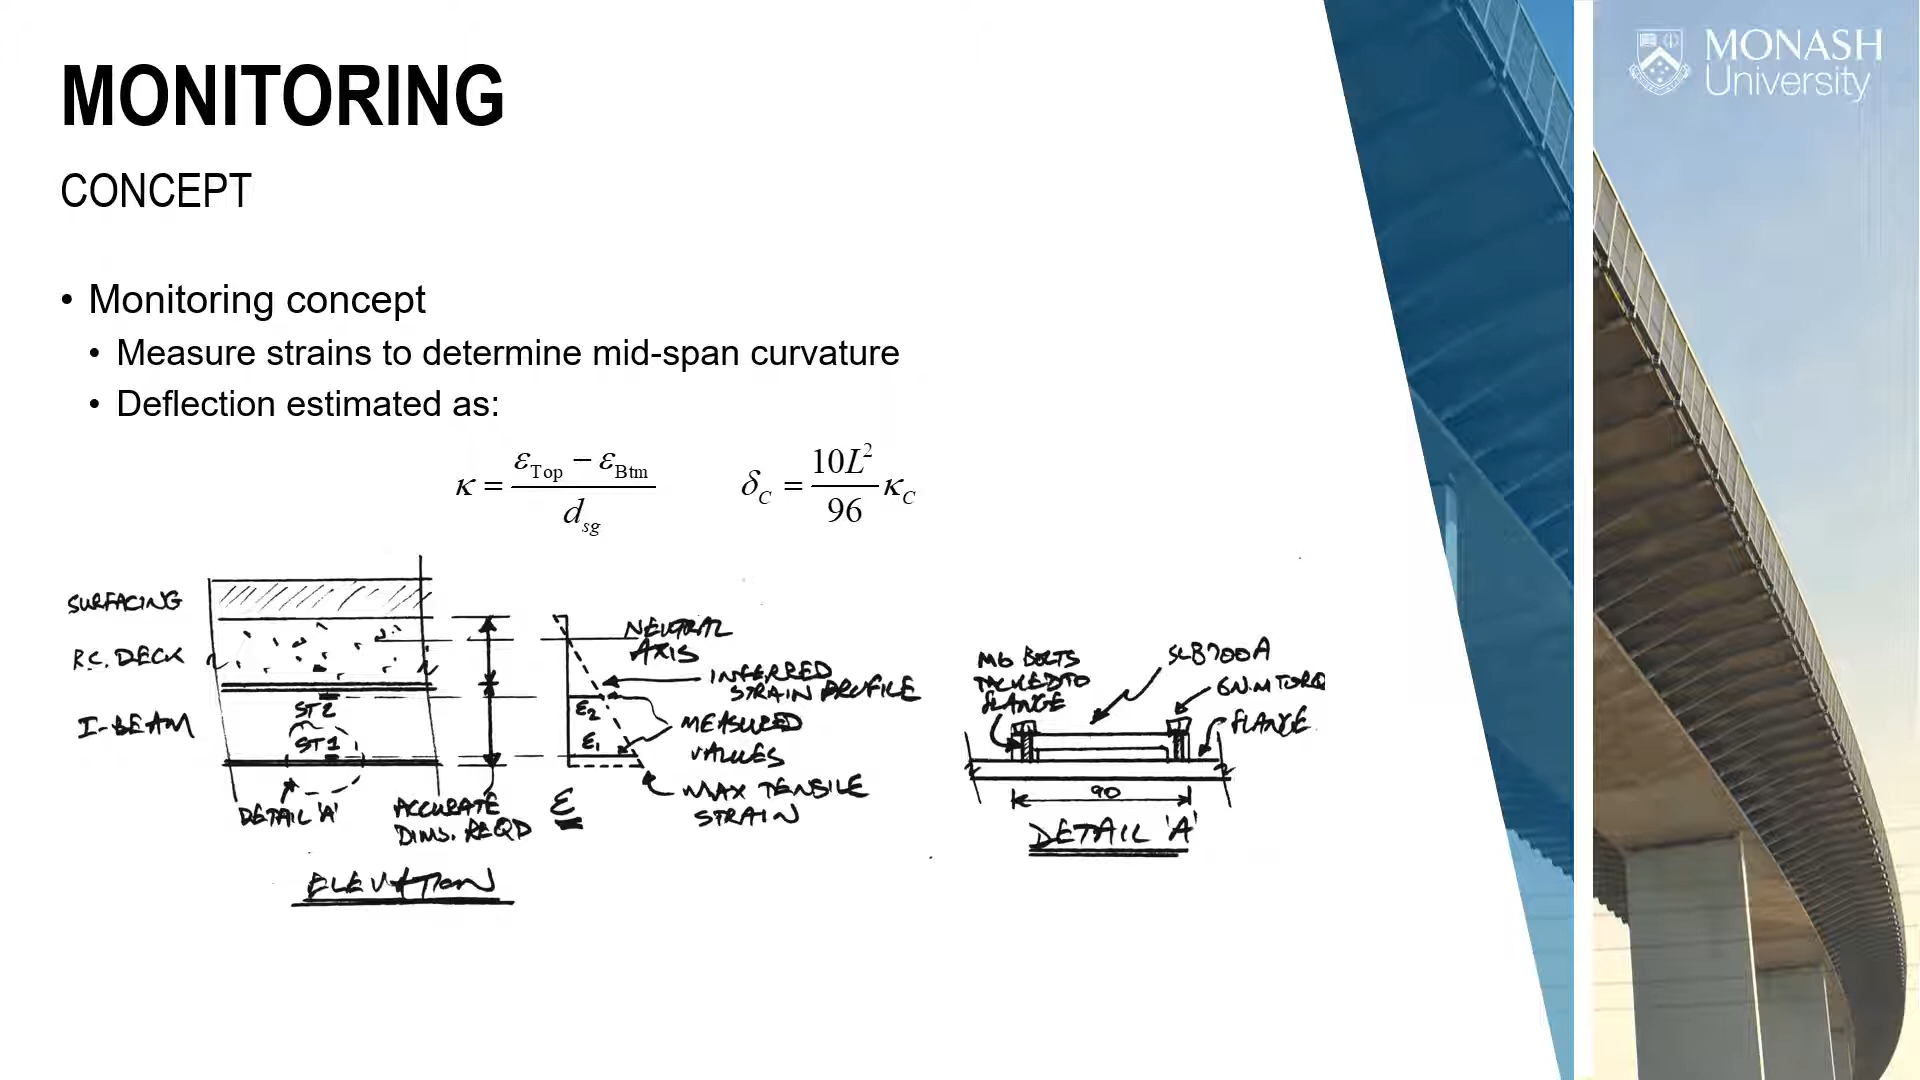 MONITORING
MONASH
University
CONCEPT
• Monitoring concept
• Measure strains to determine mid-span curvature
• Deflection estimated as:
κ = (ε_Top − ε_Btm) / d_sg
δ_C = (10L² / 96) κ_C
SURFACING
R.C. DECK
I-BEAM
ST2
ST1
DETAIL 'A'
ACCURATE
DIMS. REQD
ELEVATION
NEUTRAL
AXIS
INFERRED
STRAIN PROFILE
ε2
ε1
MEASURED
VALUES
MAX TENSILE
STRAIN
ε
M6 BOLTS
TACKED TO
FLANGE
SLB700A
6N.M TORQ
FLANGE
90
DETAIL 'A'